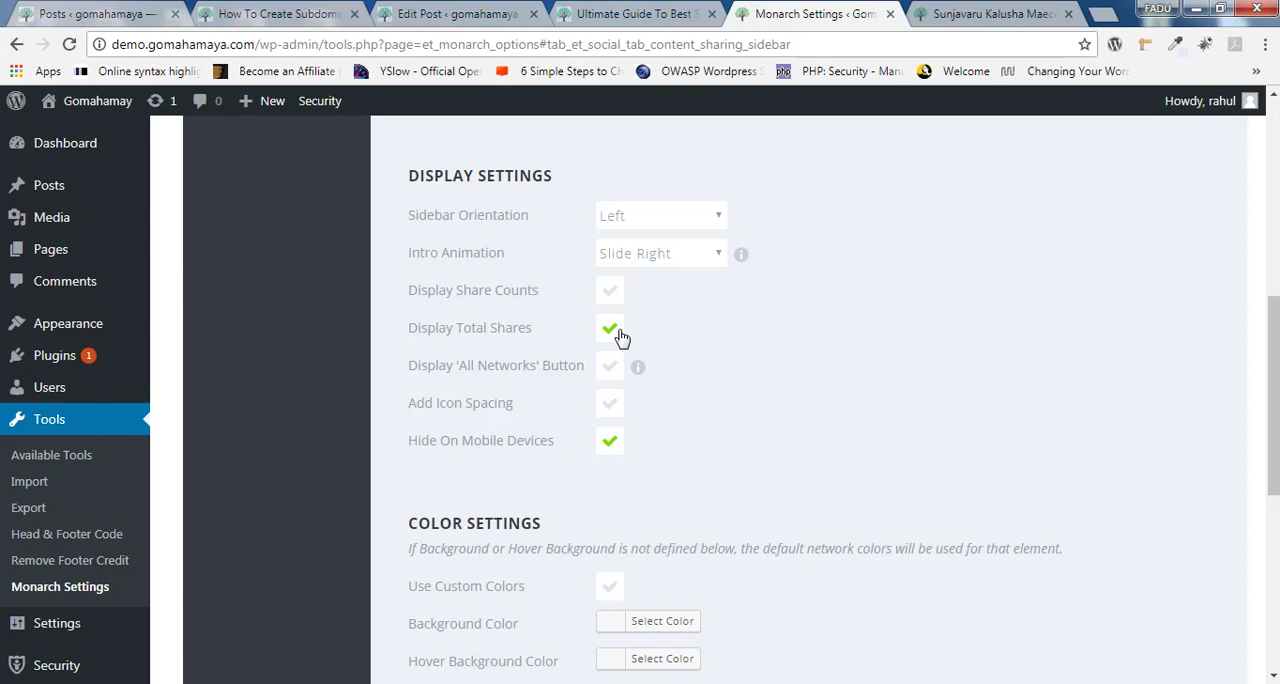 Posts ‹ gomahamaya —
How To Create Subdoma
Edit Post ‹ gomahamaya
Ultimate Guide To Best S
Monarch Settings ‹ Gom
Sunjavaru Kalusha Maec
FADU
demo.gomahamaya.com/wp-admin/tools.php?page=et_monarch_options#tab_et_social_tab_content_sharing_sidebar
Apps
Online syntax highlig
Become an Affiliate
YSlow - Official Ope
6 Simple Steps to Ch
OWASP Wordpress S
php PHP: Security - Manu
Welcome
Changing Your Word
»
Gomahamaya
1
0
New
Security
Howdy, rahul
Dashboard
Posts
Media
Pages
Comments
Appearance
Plugins 1
Users
Tools
Available Tools
Import
Export
Head & Footer Code
Remove Footer Credit
Monarch Settings
Settings
Security
DISPLAY SETTINGS
Sidebar Orientation Left
Intro Animation Slide Right
Display Share Counts
Display Total Shares
Display 'All Networks' Button
Add Icon Spacing
Hide On Mobile Devices
COLOR SETTINGS
If Background or Hover Background is not defined below, the default network colors will be used for that element.
Use Custom Colors
Background Color Select Color
Hover Background Color Select Color